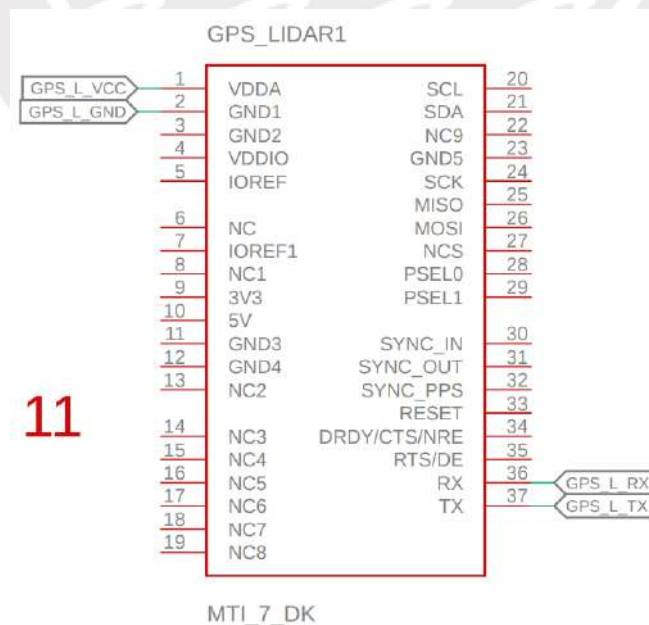 GPS_LIDAR1
GPS_L_VCC 1 VDDA SCL 20
GPS_L_GND 2 GND1 SDA 21
3 GND2 NC9 22
4 VDDIO GND5 23
5 IOREF SCK 24
MISO 25
6 NC MOSI 26
7 IOREF1 NCS 27
8 NC1 PSEL0 28
9 3V3 PSEL1 29
10 5V
11 GND3 SYNC_IN 30
12 GND4 SYNC_OUT 31
13 NC2 SYNC_PPS 32
RESET 33
11
14 NC3 DRDY/CTS/NRE 34
15 NC4 RTS/DE 35
16 NC5 RX 36 GPS_L_RX
17 NC6 TX 37 GPS_L_TX
18 NC7
19 NC8
MTI_7_DK